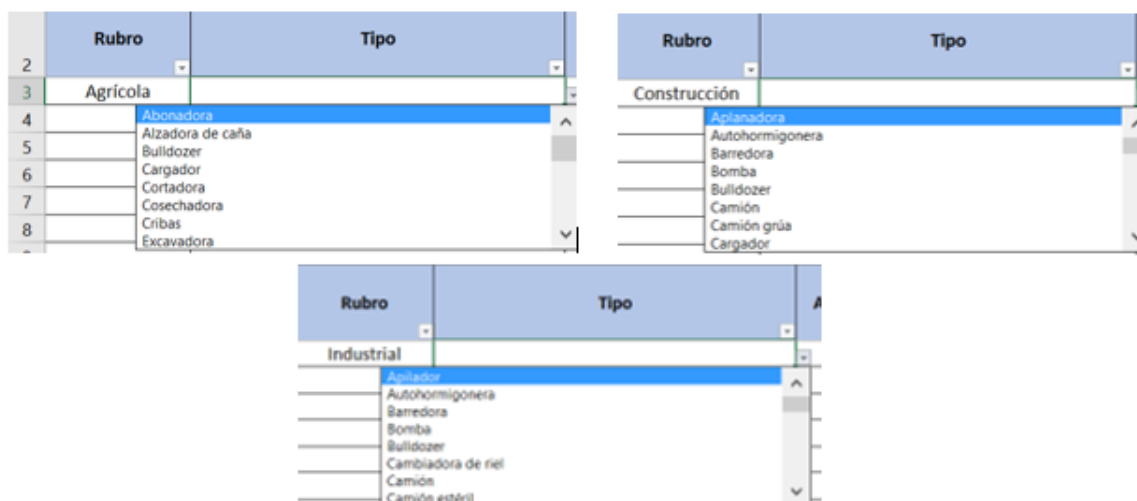 Rubro Tipo
2
3 Agrícola
4 Abonadora
Alzadora de caña
5 Bulldozer
6 Cargador
Cortadora
7 Cosechadora
8 Cribas
Excavadora
Rubro Tipo
Construcción
Aplanadora
Autohormigonera
Barredora
Bomba
Bulldozer
Camión
Camión grúa
Cargador
Rubro Tipo
Industrial
Apilador
Autohormigonera
Barredora
Bomba
Bulldozer
Cambiadora de riel
Camión
Camión estéril